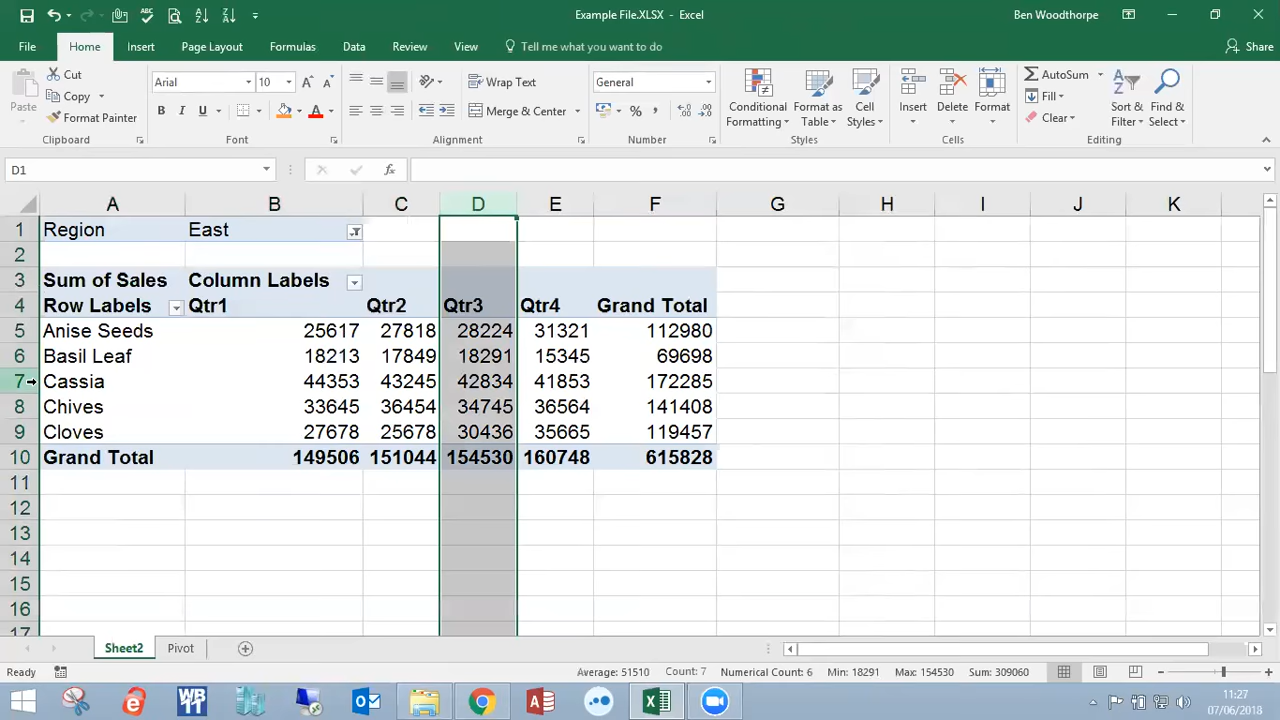 Example File.XLSX - Excel
Ben Woodthorpe
File Home Insert Page Layout Formulas Data Review View Tell me what you want to do Share
Paste
Cut
Copy
Format Painter
Clipboard
Arial 10
B I U
Font
Wrap Text
Merge & Center
Alignment
General
%
Number
Conditional Formatting
Format as Table
Cell Styles
Styles
Insert Delete Format
Cells
AutoSum
Fill
Clear
Sort & Filter
Find & Select
Editing
D1
fx
A B C D E F G H I J K
1 Region East
2
3 Sum of Sales Column Labels
4 Row Labels Qtr1 Qtr2 Qtr3 Qtr4 Grand Total
5 Anise Seeds 25617 27818 28224 31321 112980
6 Basil Leaf 18213 17849 18291 15345 69698
7 Cassia 44353 43245 42834 41853 172285
8 Chives 33645 36454 34745 36564 141408
9 Cloves 27678 25678 30436 35665 119457
10 Grand Total 149506 151044 154530 160748 615828
11
12
13
14
15
16
17
Sheet2 Pivot
Ready Average: 51510 Count: 7 Numerical Count: 6 Min: 18291 Max: 154530 Sum: 309060
11:27
07/06/2018